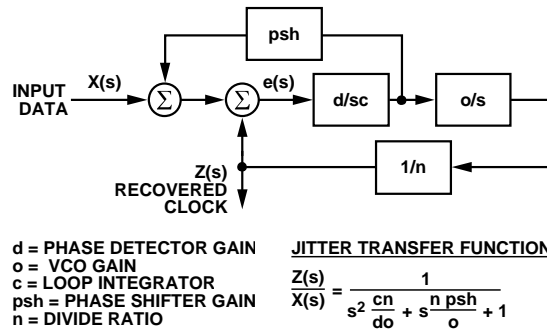 psh
X(s)
e(s)
INPUT
DATA
Σ
Σ
d/sc
o/s
1/n
Z(s)
RECOVERED
CLOCK
d = PHASE DETECTOR GAIN
o = VCO GAIN
c = LOOP INTEGRATOR
psh = PHASE SHIFTER GAIN
n = DIVIDE RATIO
JITTER TRANSFER FUNCTION
Z(s)/X(s) = 1/(s² cn/do + s n psh/o + 1)